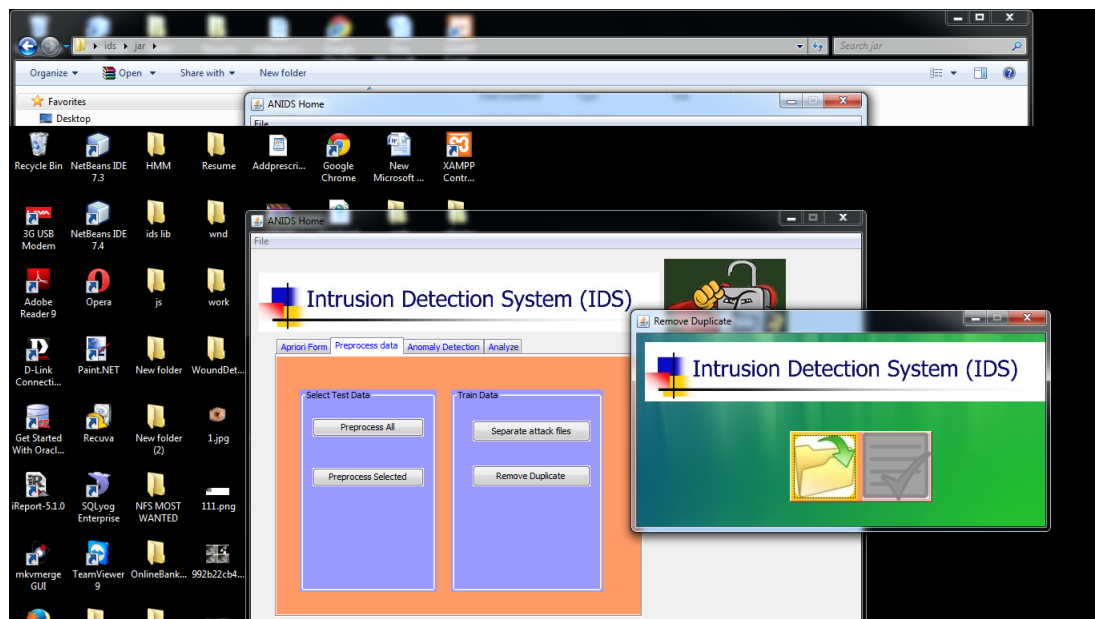 ids ▸ jar ▸
Search jar
Organize
Open
Share with
New folder
Favorites
ANIDS Home
Desktop
File
Recycle Bin
NetBeans IDE 7.3
HMM
Resume
Addprescri...
Google Chrome
New Microsoft ...
XAMPP Contr...
3G USB Modem
NetBeans IDE 7.4
ids lib
wnd
ANIDS Home
File
Adobe Reader 9
Opera
js
work
Intrusion Detection System (IDS)
Remove Duplicate
Intrusion Detection System (IDS)
Apriori Form
Preprocess data
Anomaly Detection
Analyze
D-Link Connecti...
Paint.NET
New folder
WoundDet...
Select Test Data
Train Data
Preprocess All
Separate attack files
Get Started With Oracl...
Recuva
New folder (2)
1.jpg
Preprocess Selected
Remove Duplicate
iReport-5.1.0
SQLyog Enterprise
NFS MOST WANTED
111.png
mkvmerge GUI
TeamViewer 9
OnlineBank...
992b22cb4...